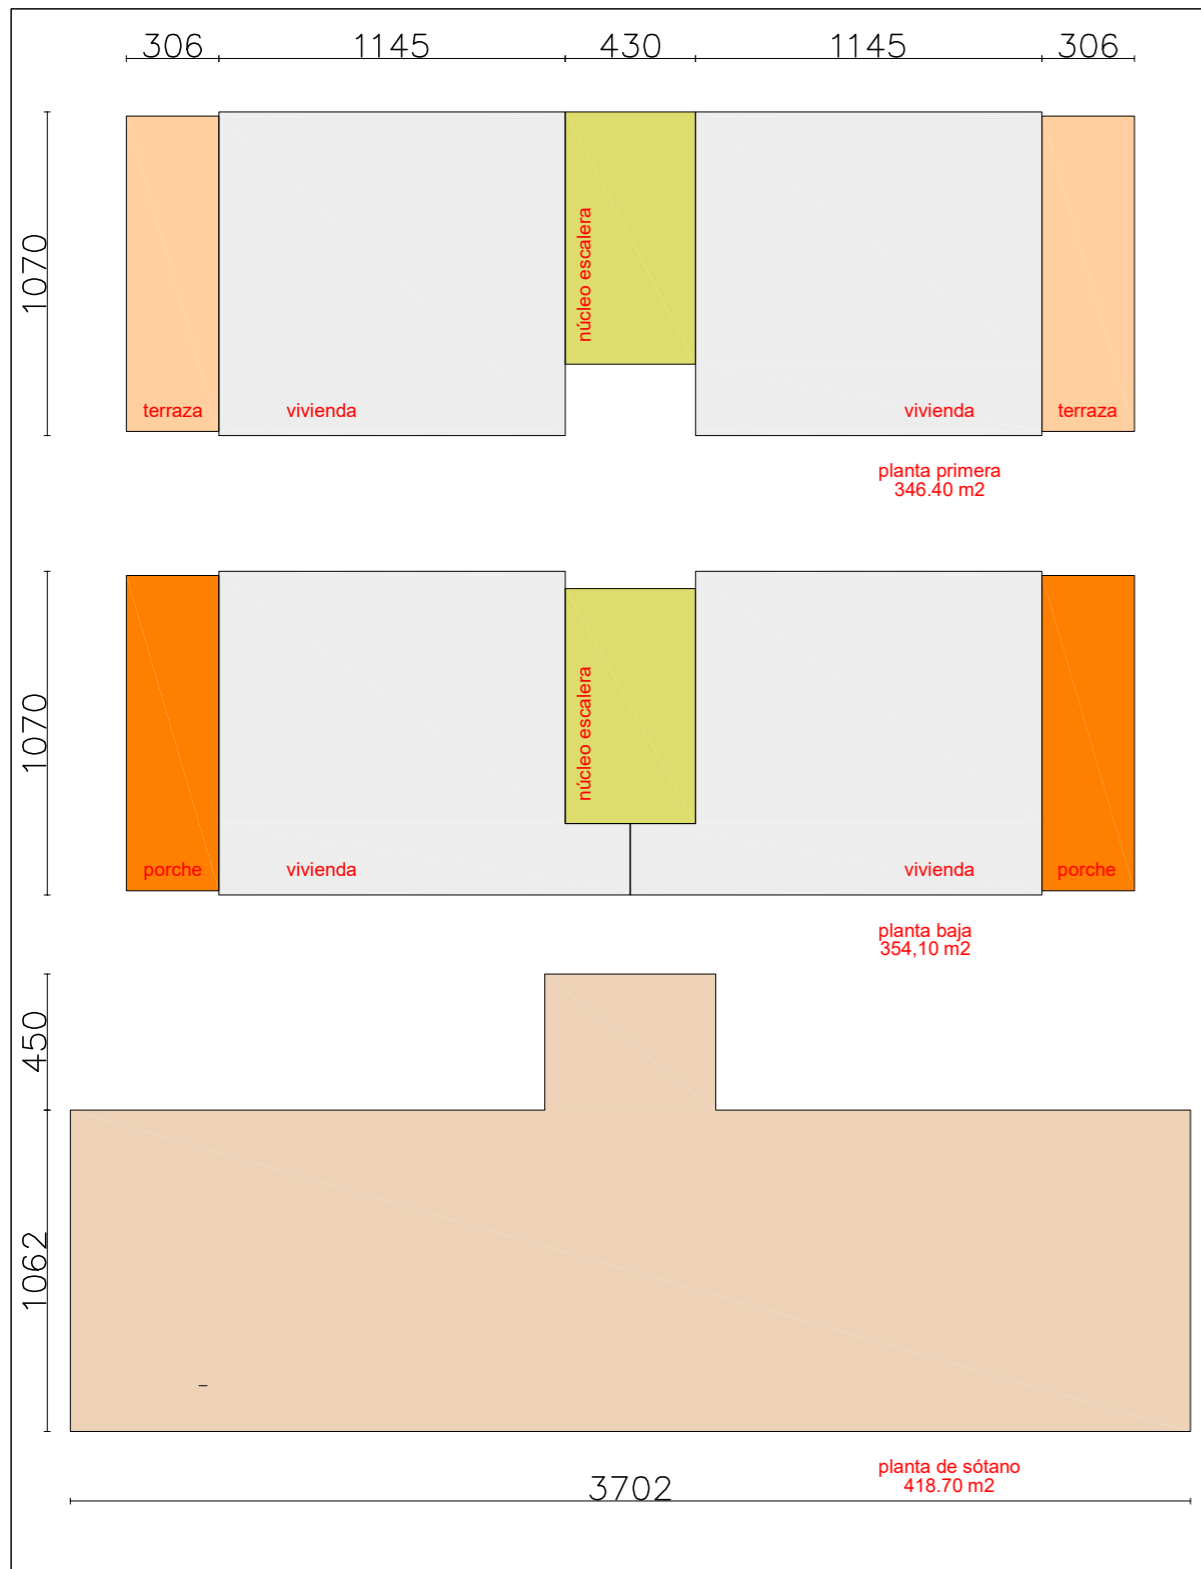 306 1145 430 1145 306
1070
núcleo escalera
terraza vivienda vivienda terraza
planta primera
346.40 m2
1070
núcleo escalera
porche vivienda vivienda porche
planta baja
354,10 m2
450
1062
planta de sótano
418.70 m2
3702